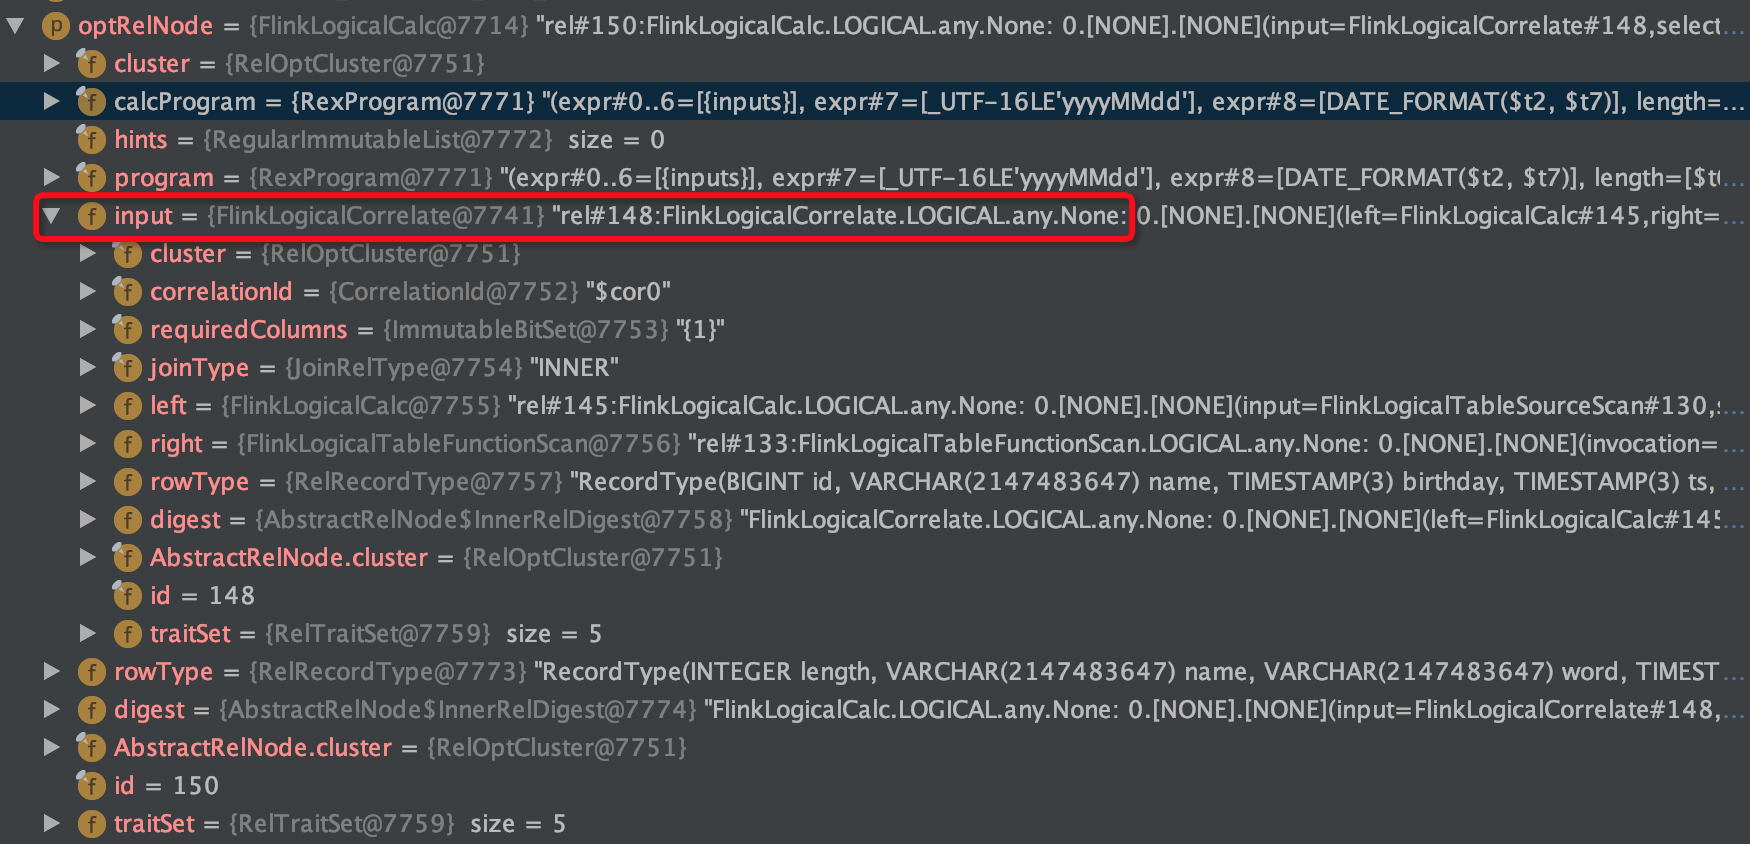 p optRelNode = {FlinkLogicalCalc@7714} "rel#150:FlinkLogicalCalc.LOGICAL.any.None: 0.[NONE].[NONE](input=FlinkLogicalCorrelate#148,select...
f cluster = {RelOptCluster@7751}
f calcProgram = {RexProgram@7771} "(expr#0..6=[{inputs}], expr#7=[_UTF-16LE'yyyyMMdd'], expr#8=[DATE_FORMAT($t2, $t7)], length=...
f hints = {RegularImmutableList@7772} size = 0
f program = {RexProgram@7771} "(expr#0..6=[{inputs}], expr#7=[_UTF-16LE'yyyyMMdd'], expr#8=[DATE_FORMAT($t2, $t7)], length=[$t...
f input = {FlinkLogicalCorrelate@7741} "rel#148:FlinkLogicalCorrelate.LOGICAL.any.None: 0.[NONE].[NONE](left=FlinkLogicalCalc#145,right=...
f cluster = {RelOptCluster@7751}
f correlationId = {CorrelationId@7752} "$cor0"
f requiredColumns = {ImmutableBitSet@7753} "{1}"
f joinType = {JoinRelType@7754} "INNER"
f left = {FlinkLogicalCalc@7755} "rel#145:FlinkLogicalCalc.LOGICAL.any.None: 0.[NONE].[NONE](input=FlinkLogicalTableSourceScan#130,...
f right = {FlinkLogicalTableFunctionScan@7756} "rel#133:FlinkLogicalTableFunctionScan.LOGICAL.any.None: 0.[NONE].[NONE](invocation=...
f rowType = {RelRecordType@7757} "RecordType(BIGINT id, VARCHAR(2147483647) name, TIMESTAMP(3) birthday, TIMESTAMP(3) ts, ...
f digest = {AbstractRelNode$InnerRelDigest@7758} "FlinkLogicalCorrelate.LOGICAL.any.None: 0.[NONE].[NONE](left=FlinkLogicalCalc#145...
f AbstractRelNode.cluster = {RelOptCluster@7751}
f id = 148
f traitSet = {RelTraitSet@7759} size = 5
f rowType = {RelRecordType@7773} "RecordType(INTEGER length, VARCHAR(2147483647) name, VARCHAR(2147483647) word, TIMEST...
f digest = {AbstractRelNode$InnerRelDigest@7774} "FlinkLogicalCalc.LOGICAL.any.None: 0.[NONE].[NONE](input=FlinkLogicalCorrelate#148,...
f AbstractRelNode.cluster = {RelOptCluster@7751}
f id = 150
f traitSet = {RelTraitSet@7759} size = 5